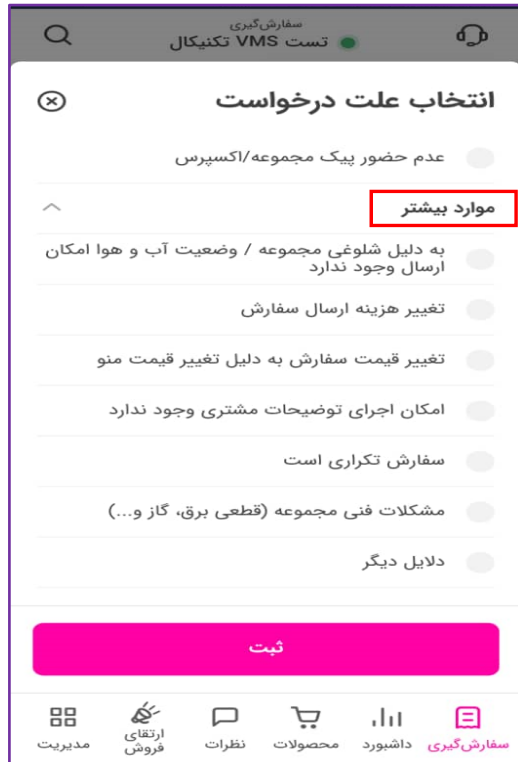 سفارش‌گیری
تست VMS تکنیکال
انتخاب علت درخواست
عدم حضور پیک مجموعه/اکسپرس
موارد بیشتر
به دلیل شلوغی مجموعه / وضعیت آب و هوا امکان
ارسال وجود ندارد
تغییر هزینه ارسال سفارش
تغییر قیمت سفارش به دلیل تغییر قیمت منو
امکان اجرای توضیحات مشتری وجود ندارد
سفارش تکراری است
مشکلات فنی مجموعه (قطعی برق، گاز و...)
دلایل دیگر
ثبت
سفارش‌گیری
داشبورد
محصولات
نظرات
ارتقای
فروش
مدیریت